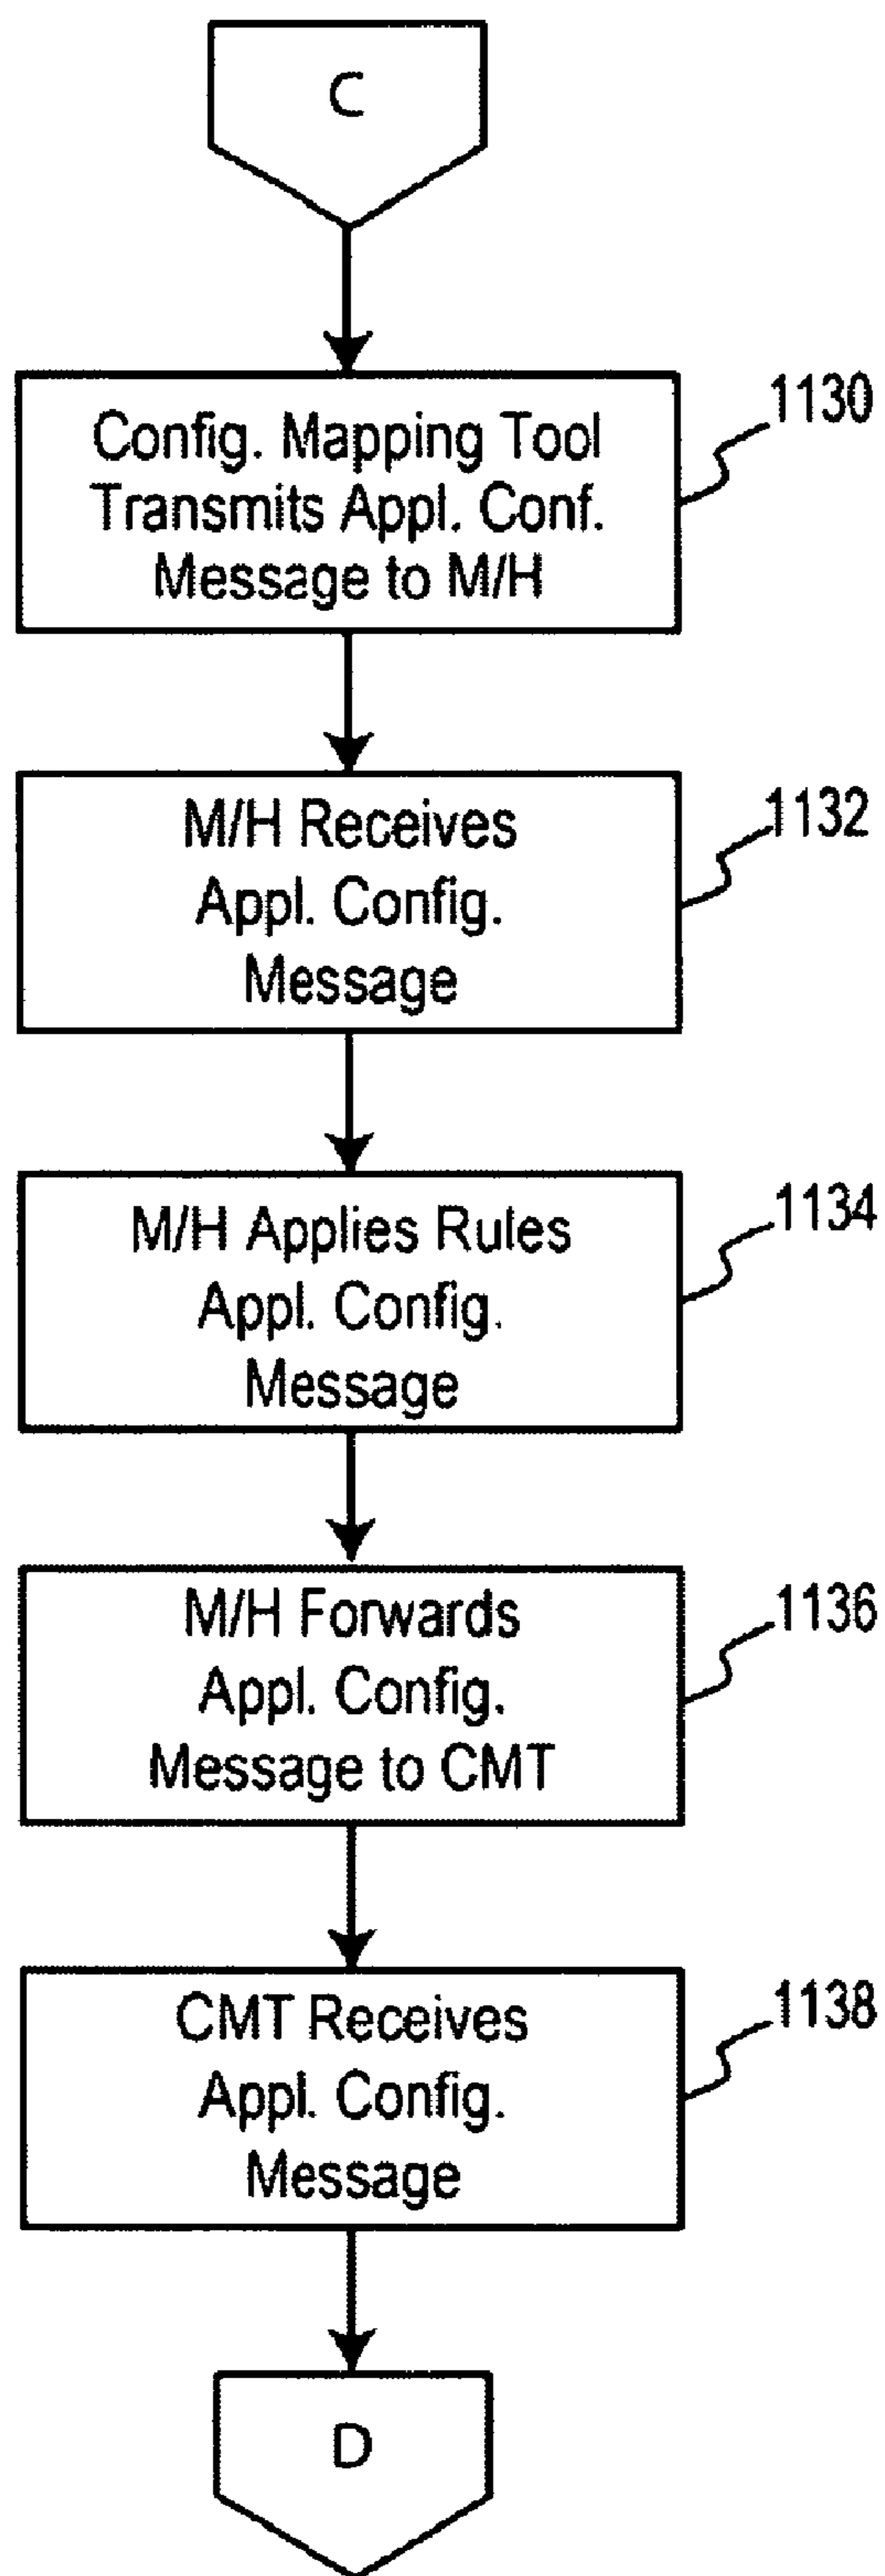 C
Config. Mapping Tool
Transmits Appl. Conf.
Message to M/H
1130
M/H Receives
Appl. Config.
Message
1132
M/H Applies Rules
Appl. Config.
Message
1134
M/H Forwards
Appl. Config.
Message to CMT
1136
CMT Receives
Appl. Config.
Message
1138
D